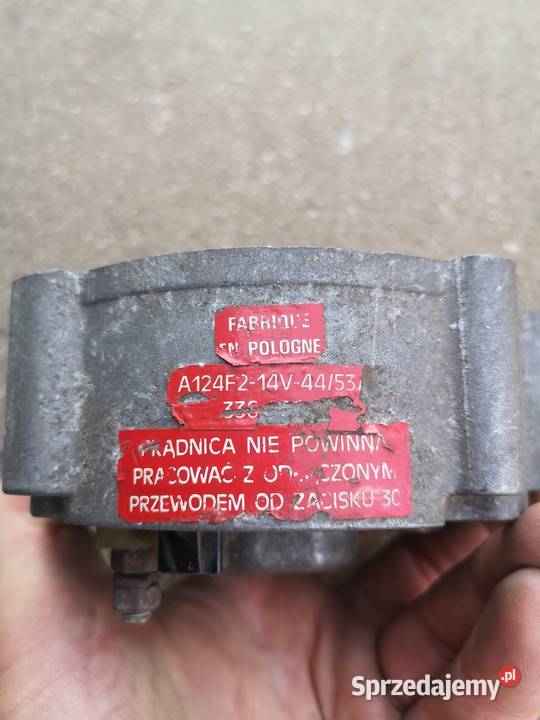 FABRIQUE
EN POLOGNE
A124F2-14V-44/53A
PRĄDNICA NIE POWINNA
PRACOWAĆ Z
PRZEWODEM OD ZACISKU 30
Sprzedajemy.pl